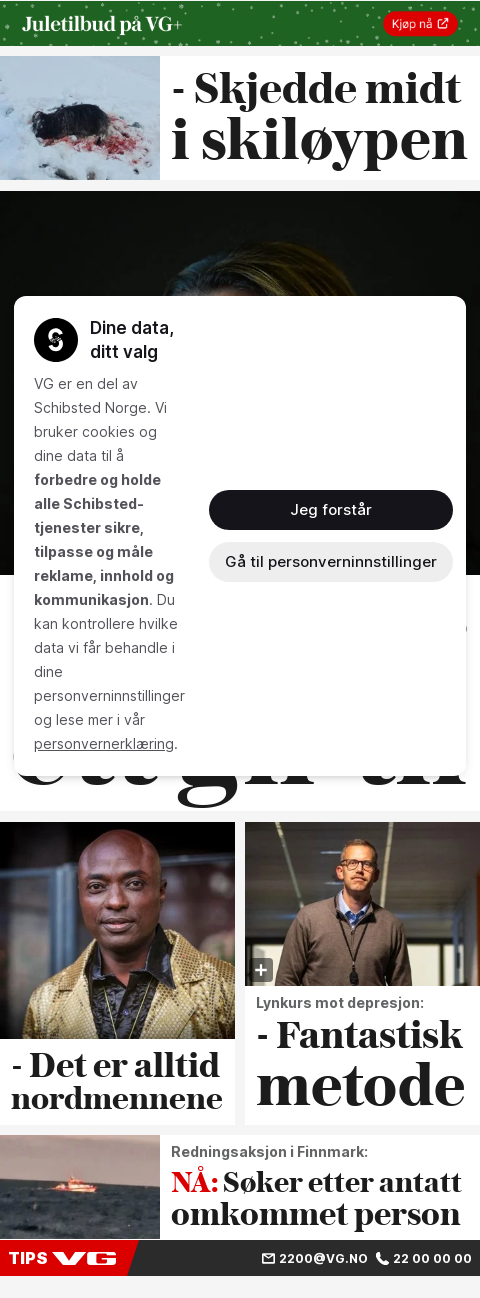 Juletilbud på VG+
Kjøp nå
- Skjedde midt
i skiløypen
Dine data,
ditt valg
VG er en del av
Schibsted Norge. Vi
bruker cookies og
dine data til å
forbedre og holde
alle Schibsted-
tjenester sikre,
tilpasse og måle
reklame, innhold og
kommunikasjon. Du
kan kontrollere hvilke
data vi får behandle i
dine
personverninnstillinger
og lese mer i vår
personvernerklæring.
Jeg forstår
Gå til personverninnstillinger
- Det er alltid
nordmennene
Lynkurs mot depresjon:
- Fantastisk
metode
Redningsaksjon i Finnmark:
NÅ: Søker etter antatt
omkommet person
TIPS VG
2200@VG.NO 22 00 00 00